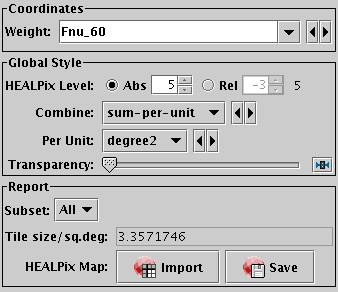 Coordinates
Weight: Fnu_60
Global Style
HEALPix Level: Abs 5 Rel -3 5
Combine: sum-per-unit
Per Unit: degree2
Transparency:
Report
Subset: All
Tile size/sq.deg: 3.3571746
HEALPix Map: Import Save